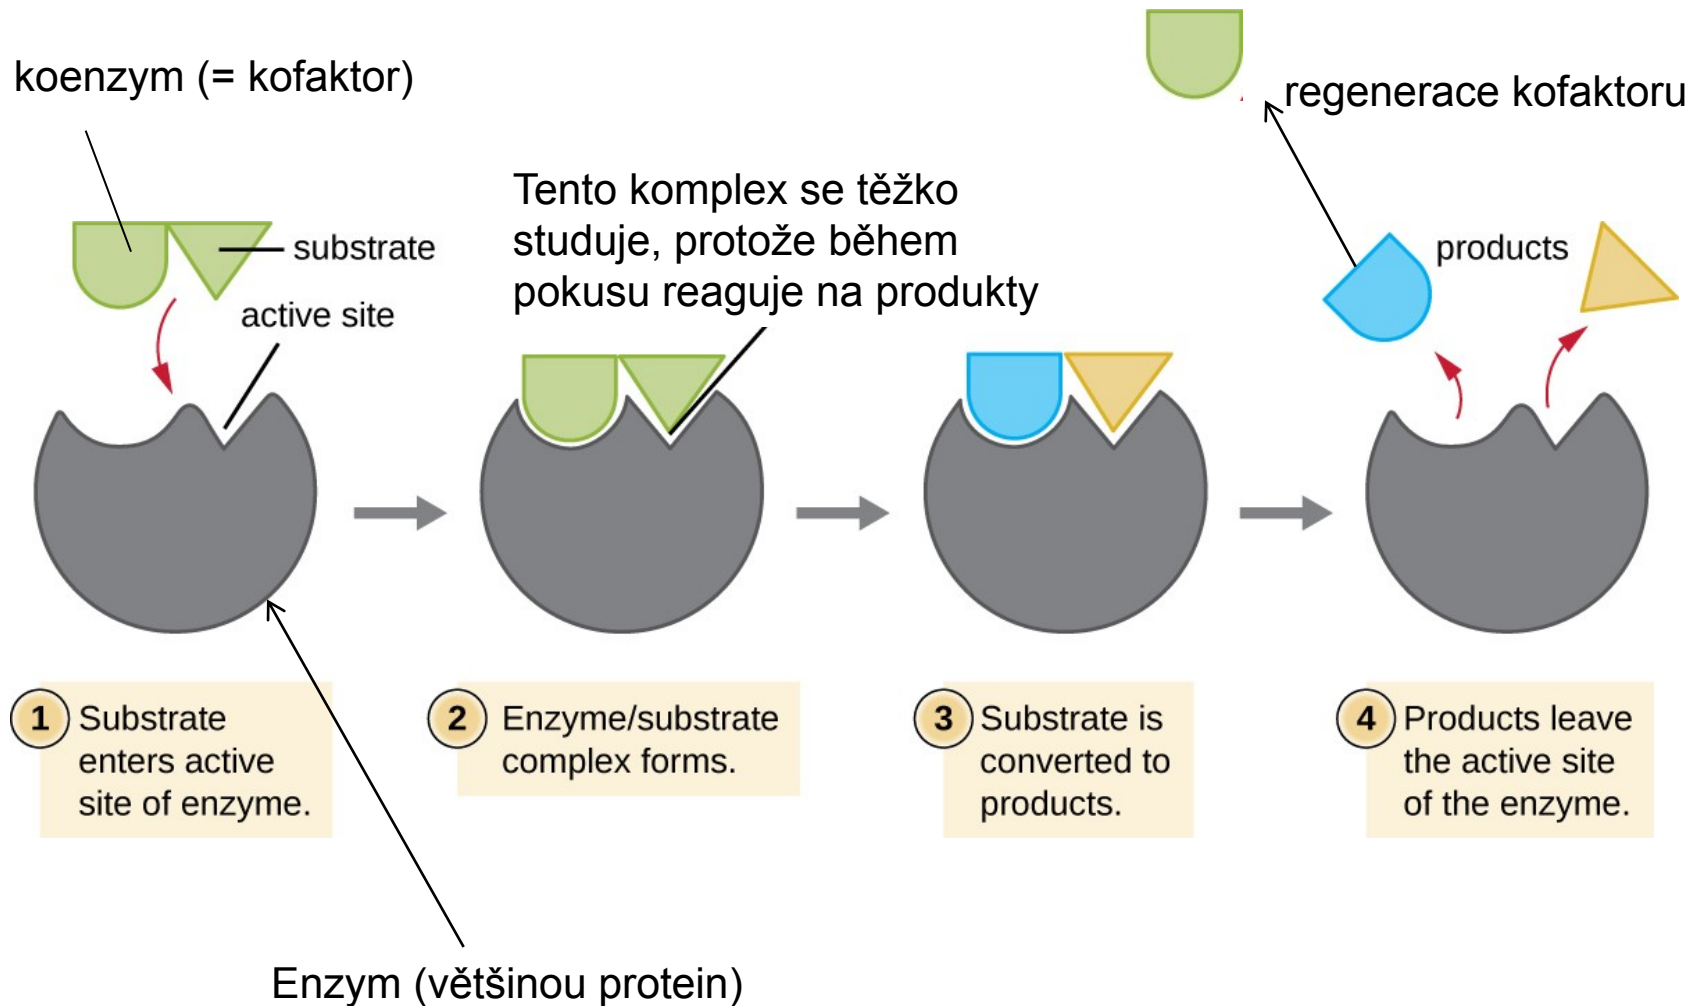 koenzym (= kofaktor)
regenerace kofaktoru
Tento komplex se těžko
studuje, protože během
pokusu reaguje na produkty
substrate
active site
products
1 Substrate
enters active
site of enzyme.
2 Enzyme/substrate
complex forms.
3 Substrate is
converted to
products.
4 Products leave
the active site
of the enzyme.
Enzym (většinou protein)